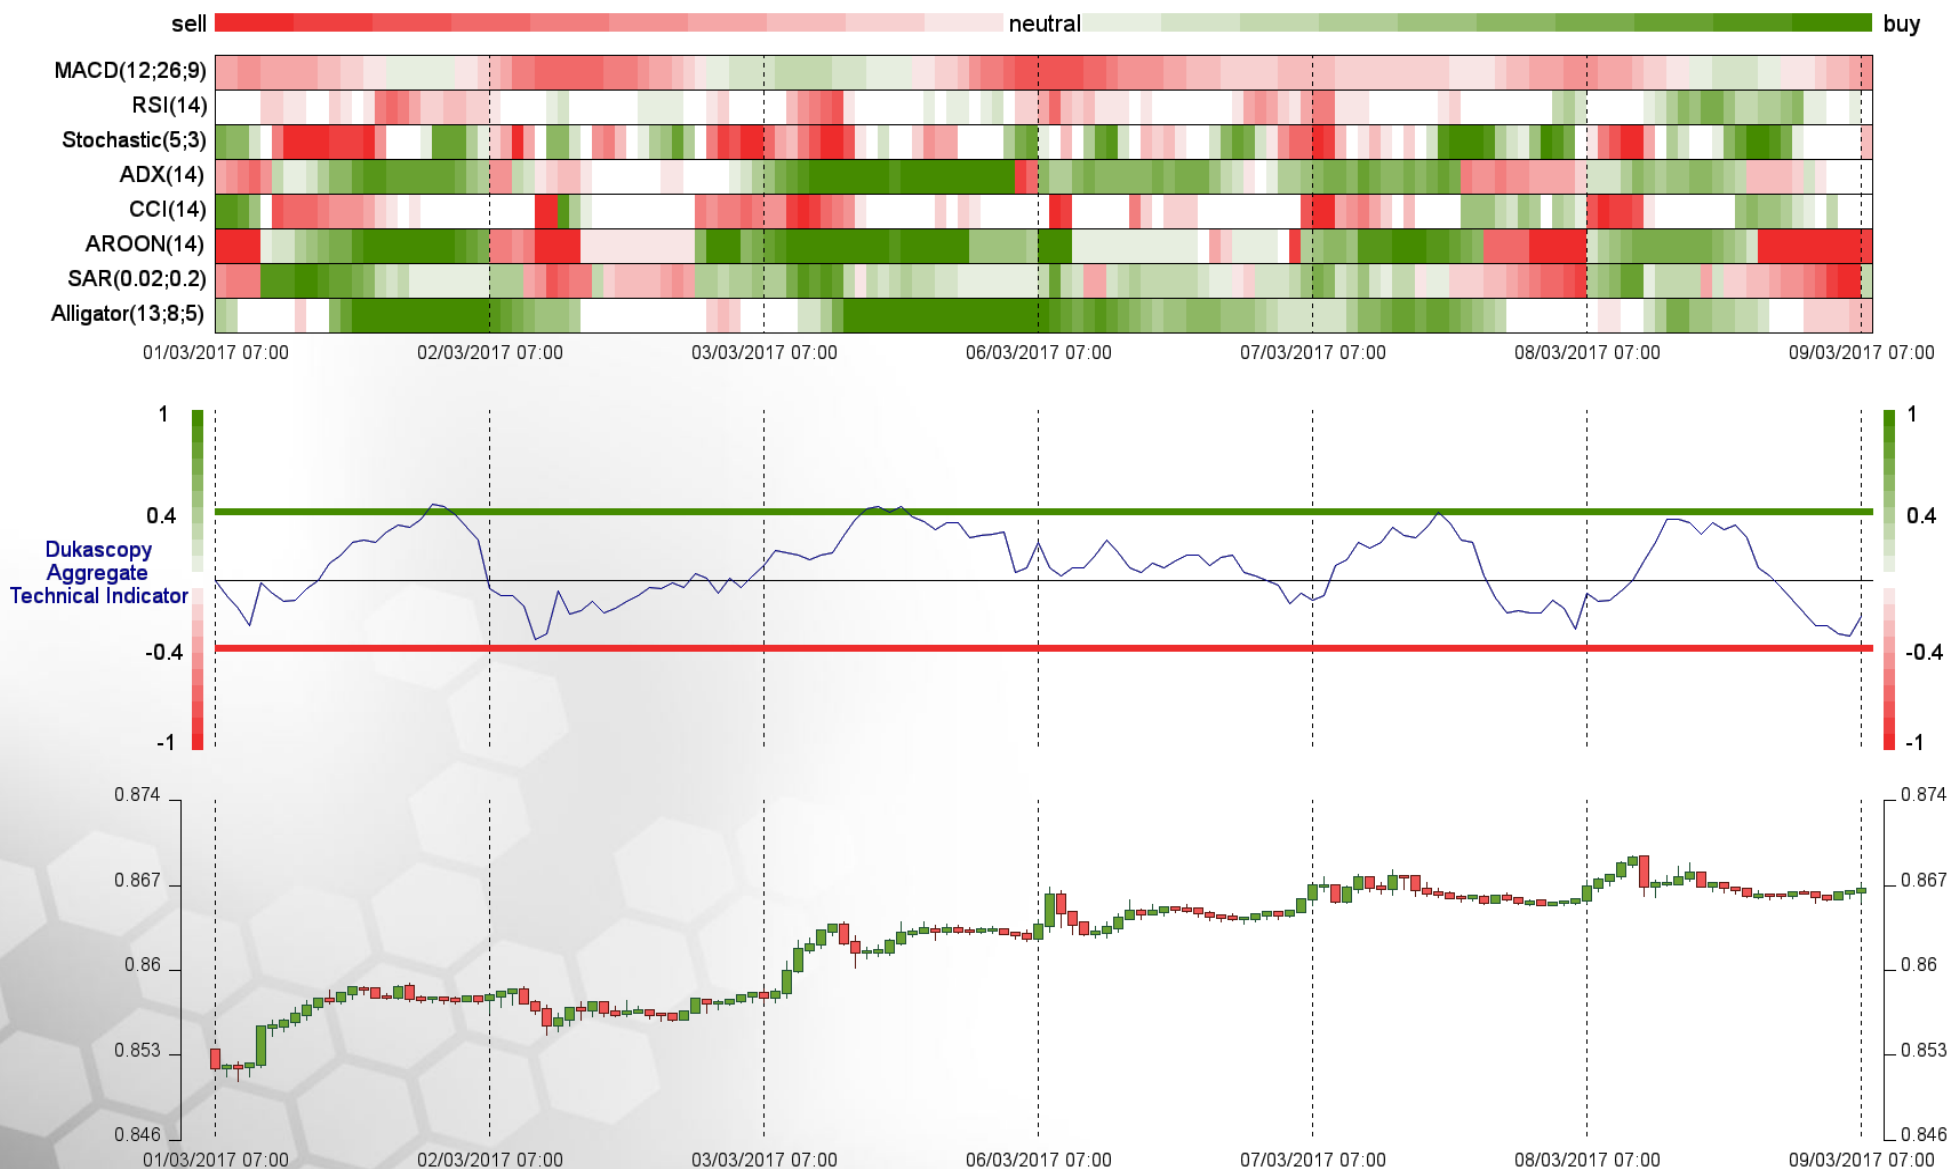 sell neutral buy
MACD(12;26;9)
RSI(14)
Stochastic(5;3)
ADX(14)
CCI(14)
AROON(14)
SAR(0.02;0.2)
Alligator(13;8;5)
01/03/2017 07:00 02/03/2017 07:00 03/03/2017 07:00 06/03/2017 07:00 07/03/2017 07:00 08/03/2017 07:00 09/03/2017 07:00
1 1
0.4 0.4
Dukascopy
Aggregate
Technical Indicator
-0.4 -0.4
-1 -1
0.874 0.874
0.867 0.867
0.86 0.86
0.853 0.853
0.846 0.846
01/03/2017 07:00 02/03/2017 07:00 03/03/2017 07:00 06/03/2017 07:00 07/03/2017 07:00 08/03/2017 07:00 09/03/2017 07:00